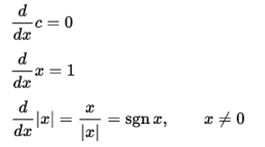 d/dx c = 0
d/dx x = 1
d/dx |x| = x/|x| = sgn x, x ≠ 0